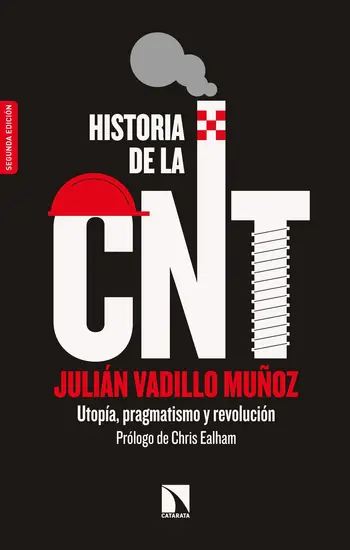 SEGUNDA EDICIÓN
HISTORIA
DE LA
CNT
JULIÁN VADILLO MUÑOZ
Utopía, pragmatismo y revolución
Prólogo de Chris Ealham
CATARATA